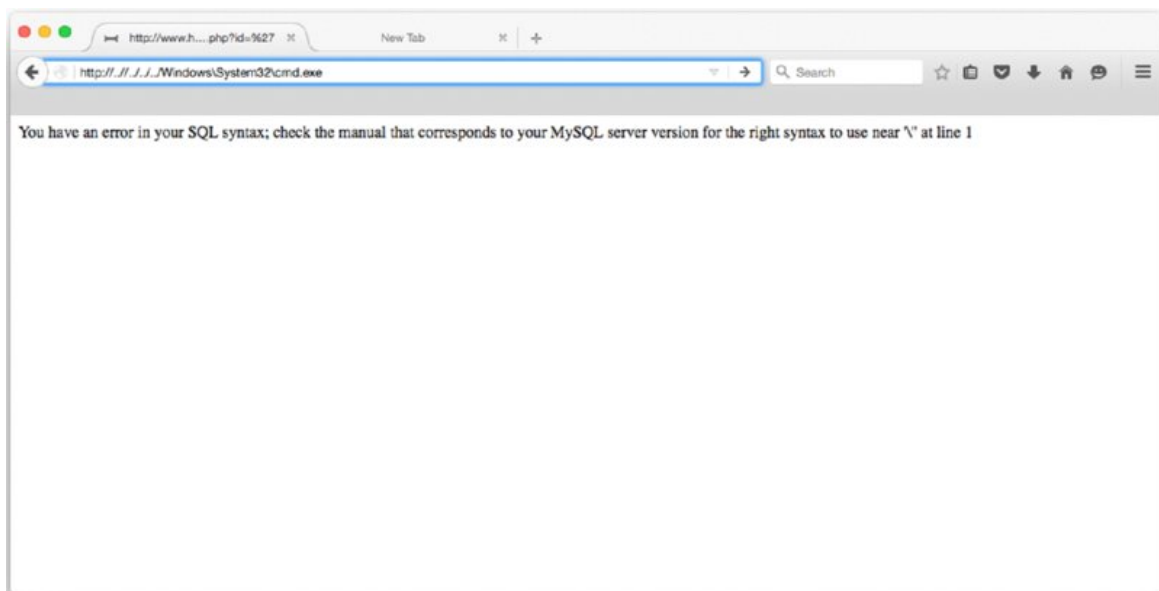 http://www.h....php?id=%27
New Tab
http://..//../../../Windows\System32\cmd.exe
Search
You have an error in your SQL syntax; check the manual that corresponds to your MySQL server version for the right syntax to use near '\'' at line 1